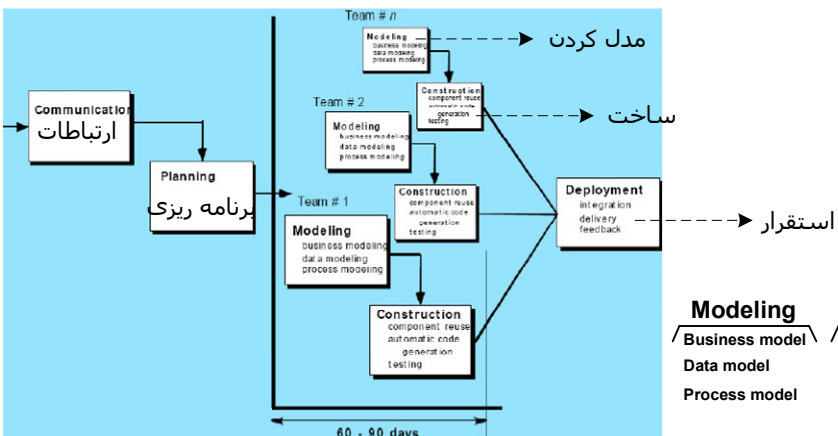 Communication
ارتباطات
Planning
برنامه ریزی
Team # n
Modeling
business modeling
data modeling
process modeling
مدل کردن
Construction
component reuse
automatic code
generation
testing
ساخت
Team # 2
Modeling
business modeling
data modeling
process modeling
Construction
component reuse
automatic code
generation
testing
Team # 1
Modeling
business modeling
data modeling
process modeling
Construction
component reuse
automatic code
generation
testing
Deployment
integration
delivery
feedback
استقرار
60 - 90 days
Modeling
Business model
Data model
Process model